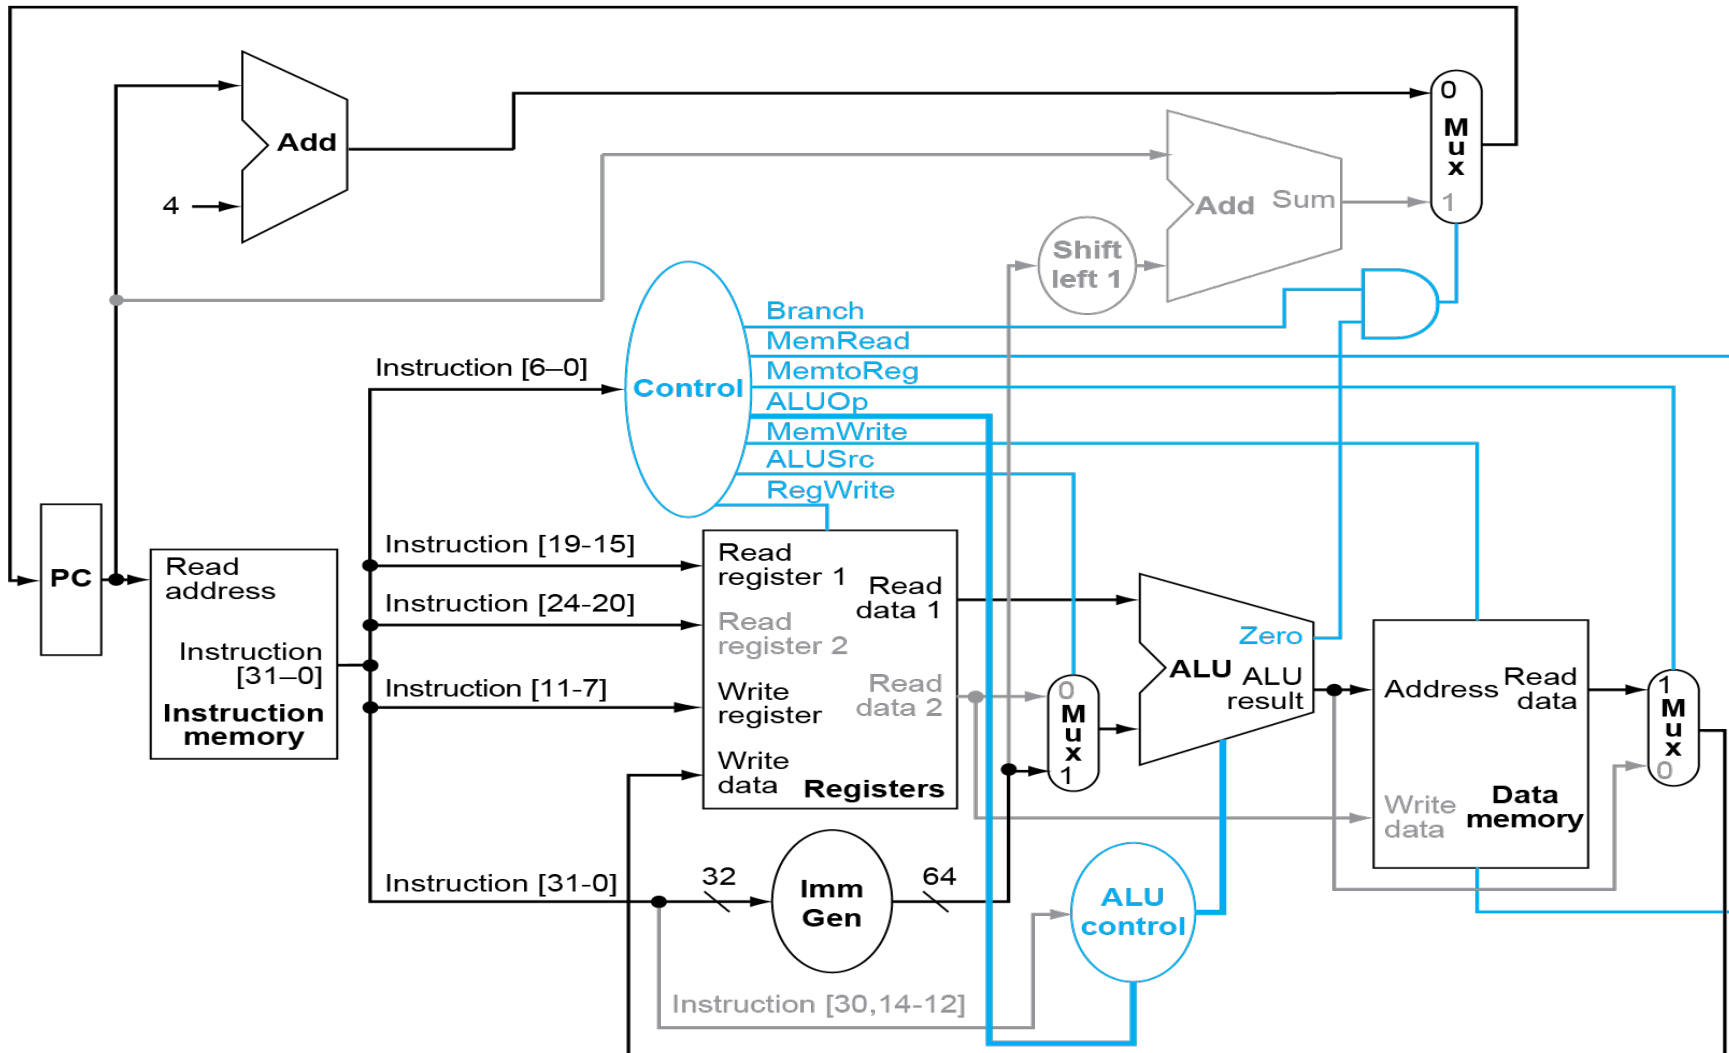 Add
4
0
Mux
1
Add Sum
Shift
left 1
Branch
MemRead
MemtoReg
ALUOp
MemWrite
ALUSrc
RegWrite
Control
Instruction [6–0]
Instruction [19-15]
Instruction [24-20]
Instruction [11-7]
Instruction [31-0]
PC
Read
address
Instruction
[31–0]
Instruction
memory
Read
register 1
Read
register 2
Write
register
Write
data
Read
data 1
Read
data 2
Registers
0
Mux
1
Zero
ALU
ALU
result
Address
Read
data
Write
data
Data
memory
1
Mux
0
32
Imm
Gen
64
ALU
control
Instruction [30,14-12]